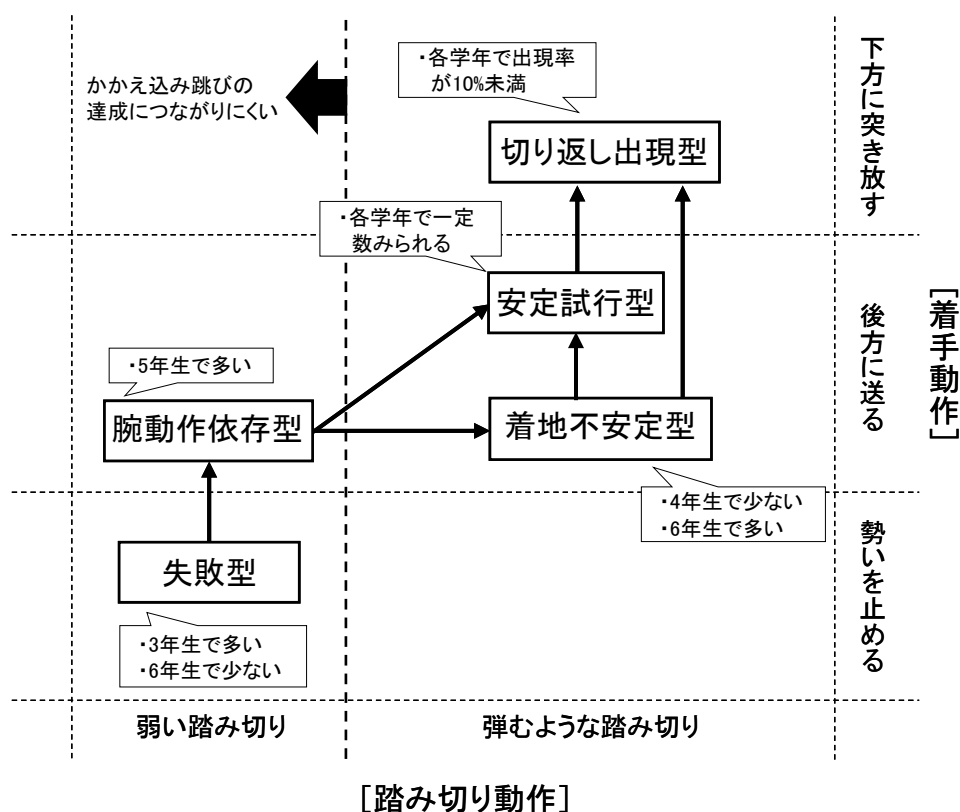 ・各学年で出現率
が10%未満
かかえ込み跳びの
達成につながりにくい
切り返し出現型
下方に突き放す
・各学年で一定
数みられる
安定試行型
後方に送る
[着手動作]
・5年生で多い
腕動作依存型
着地不安定型
・4年生で少ない
・6年生で多い
失敗型
勢いを止める
・3年生で多い
・6年生で少ない
弱い踏み切り
弾むような踏み切り
[踏み切り動作]